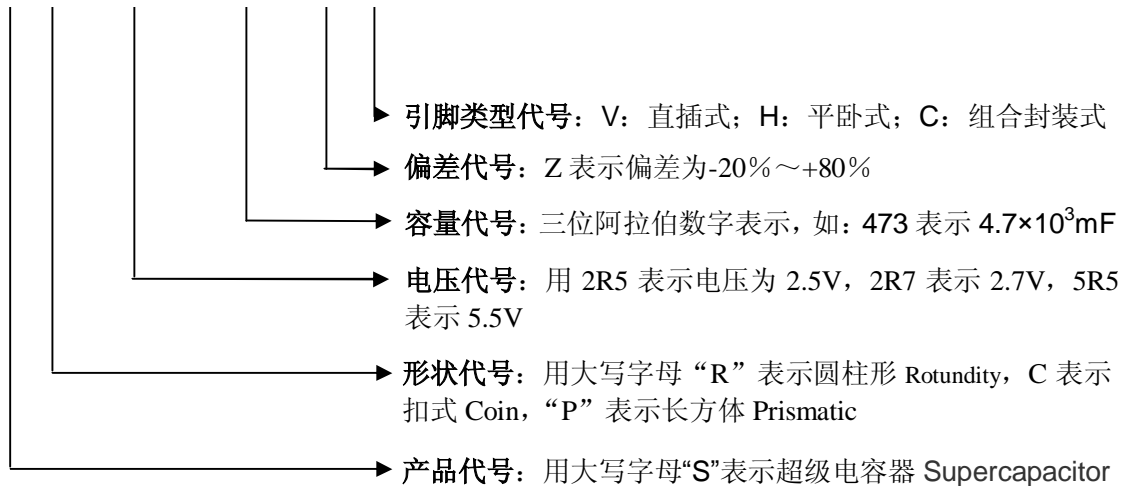 引脚类型代号：V：直插式；H：平卧式；C：组合封装式
偏差代号：Z 表示偏差为-20％～+80％
容量代号：三位阿拉伯数字表示，如：473 表示 4.7×10³mF
电压代号：用 2R5 表示电压为 2.5V，2R7 表示 2.7V，5R5
表示 5.5V
形状代号：用大写字母“R”表示圆柱形 Rotundity，C 表示
扣式 Coin，“P”表示长方体 Prismatic
产品代号：用大写字母“S”表示超级电容器 Supercapacitor